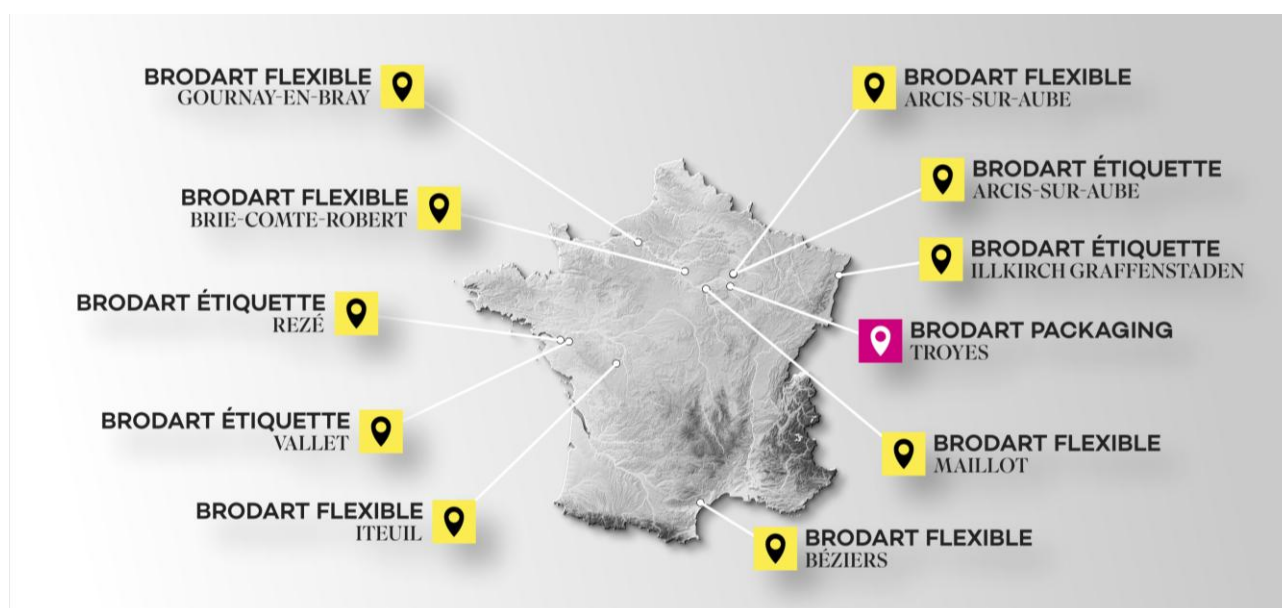 BRODART FLEXIBLE
GOURNAY-EN-BRAY
BRODART FLEXIBLE
BRIE-COMTE-ROBERT
BRODART ÉTIQUETTE
REZÉ
BRODART ÉTIQUETTE
VALLET
BRODART FLEXIBLE
ITEUIL
BRODART FLEXIBLE
ARCIS-SUR-AUBE
BRODART ÉTIQUETTE
ARCIS-SUR-AUBE
BRODART ÉTIQUETTE
ILLKIRCH GRAFFENSTADEN
BRODART PACKAGING
TROYES
BRODART FLEXIBLE
MAILLOT
BRODART FLEXIBLE
BÉZIERS